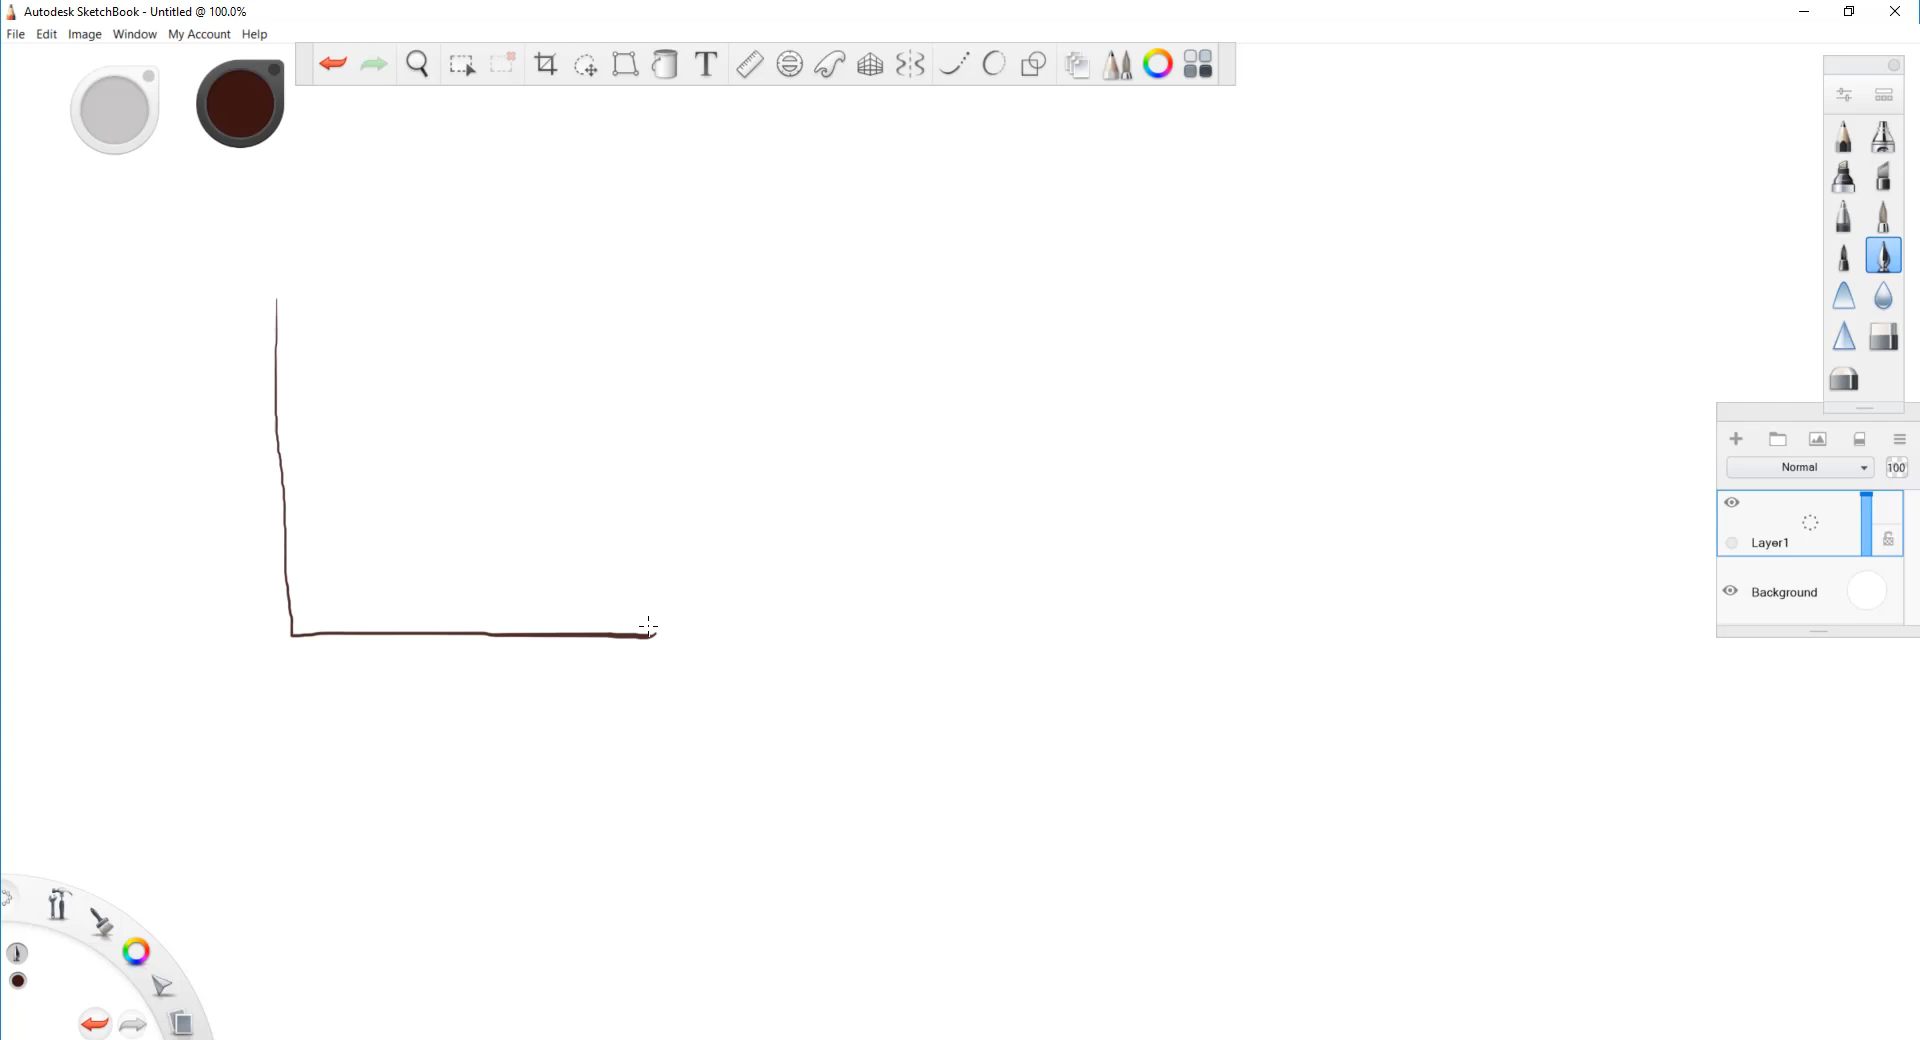 Autodesk SketchBook - Untitled @ 100.0%
File Edit Image Window My Account Help
T
Normal 100
Layer1
Background